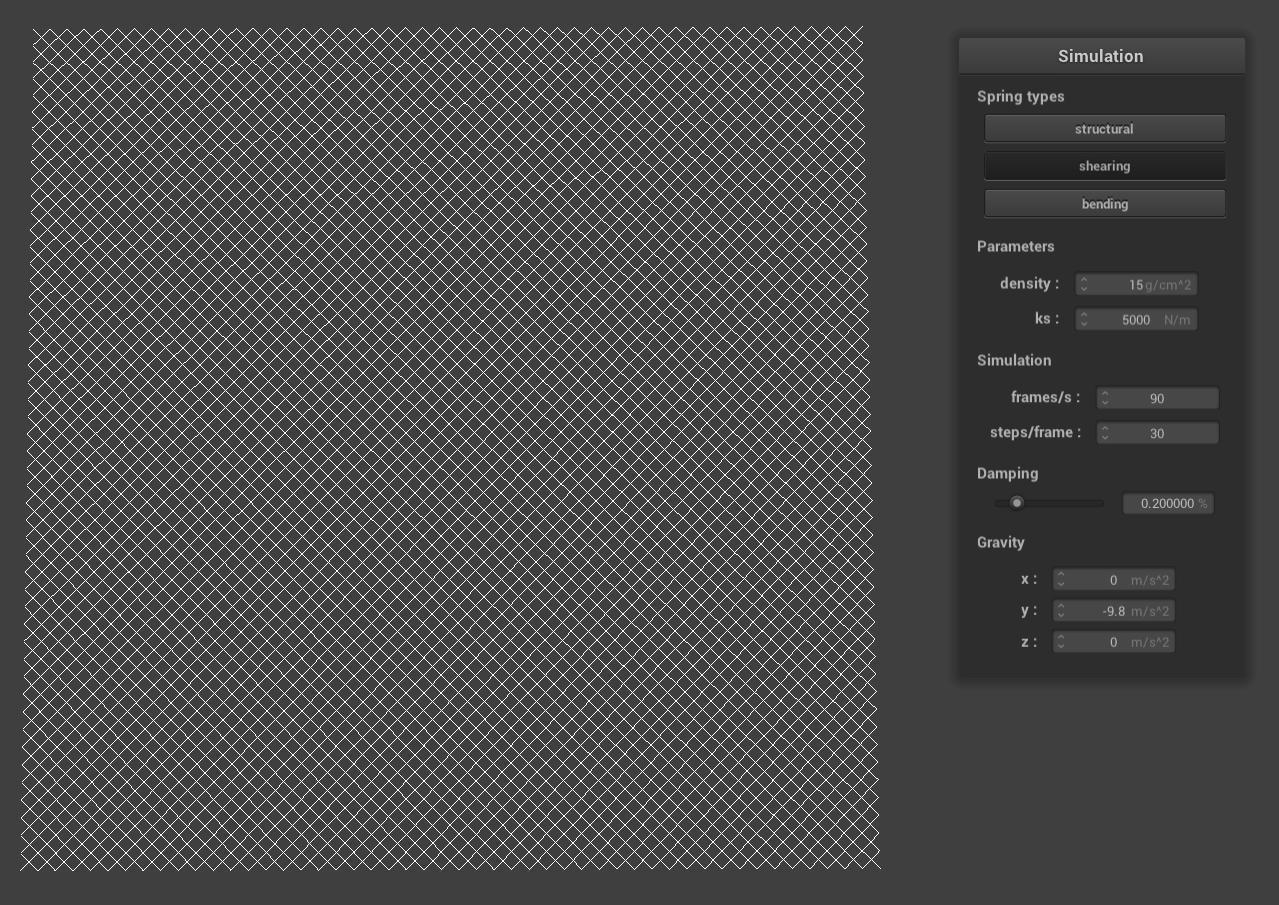 Simulation
Spring types
structural
shearing
bending
Parameters
density : 15 g/cm^2
ks : 5000 N/m
Simulation
frames/s : 90
steps/frame : 30
Damping
0.200000 %
Gravity
x : 0 m/s^2
y : -9.8 m/s^2
z : 0 m/s^2